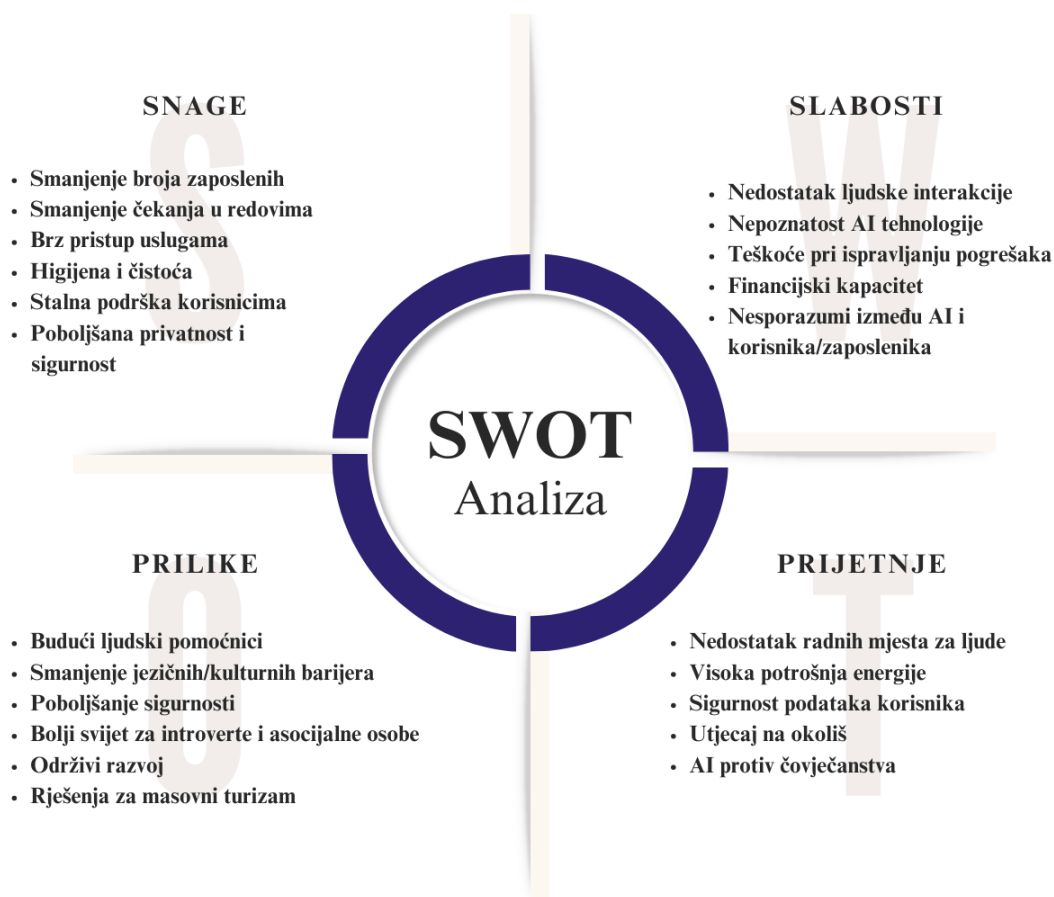 SNAGE
• Smanjenje broja zaposlenih
• Smanjenje čekanja u redovima
• Brz pristup uslugama
• Higijena i čistoća
• Stalna podrška korisnicima
• Poboljšana privatnost i
sigurnost
SLABOSTI
• Nedostatak ljudske interakcije
• Nepoznatost AI tehnologije
• Teškoće pri ispravljanju pogrešaka
• Financijski kapacitet
• Nesporazumi između AI i
korisnika/zaposlenika
SWOT
Analiza
PRILIKE
• Budući ljudski pomoćnici
• Smanjenje jezičnih/kulturnih barijera
• Poboljšanje sigurnosti
• Bolji svijet za introverte i asocijalne osobe
• Održivi razvoj
• Rješenja za masovni turizam
PRIJETNJE
• Nedostatak radnih mjesta za ljude
• Visoka potrošnja energije
• Sigurnost podataka korisnika
• Utjecaj na okoliš
• AI protiv čovječanstva
S
W
O
T